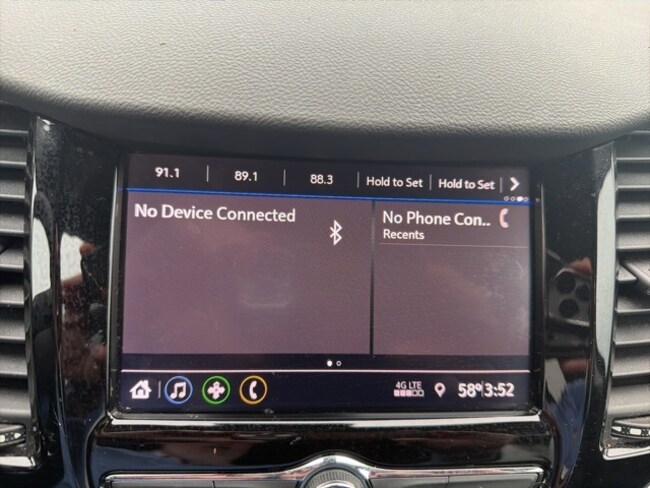 91.1 89.1 88.3 Hold to Set Hold to Set
No Device Connected
No Phone Con..
Recents
4G LTE
58° 3:52